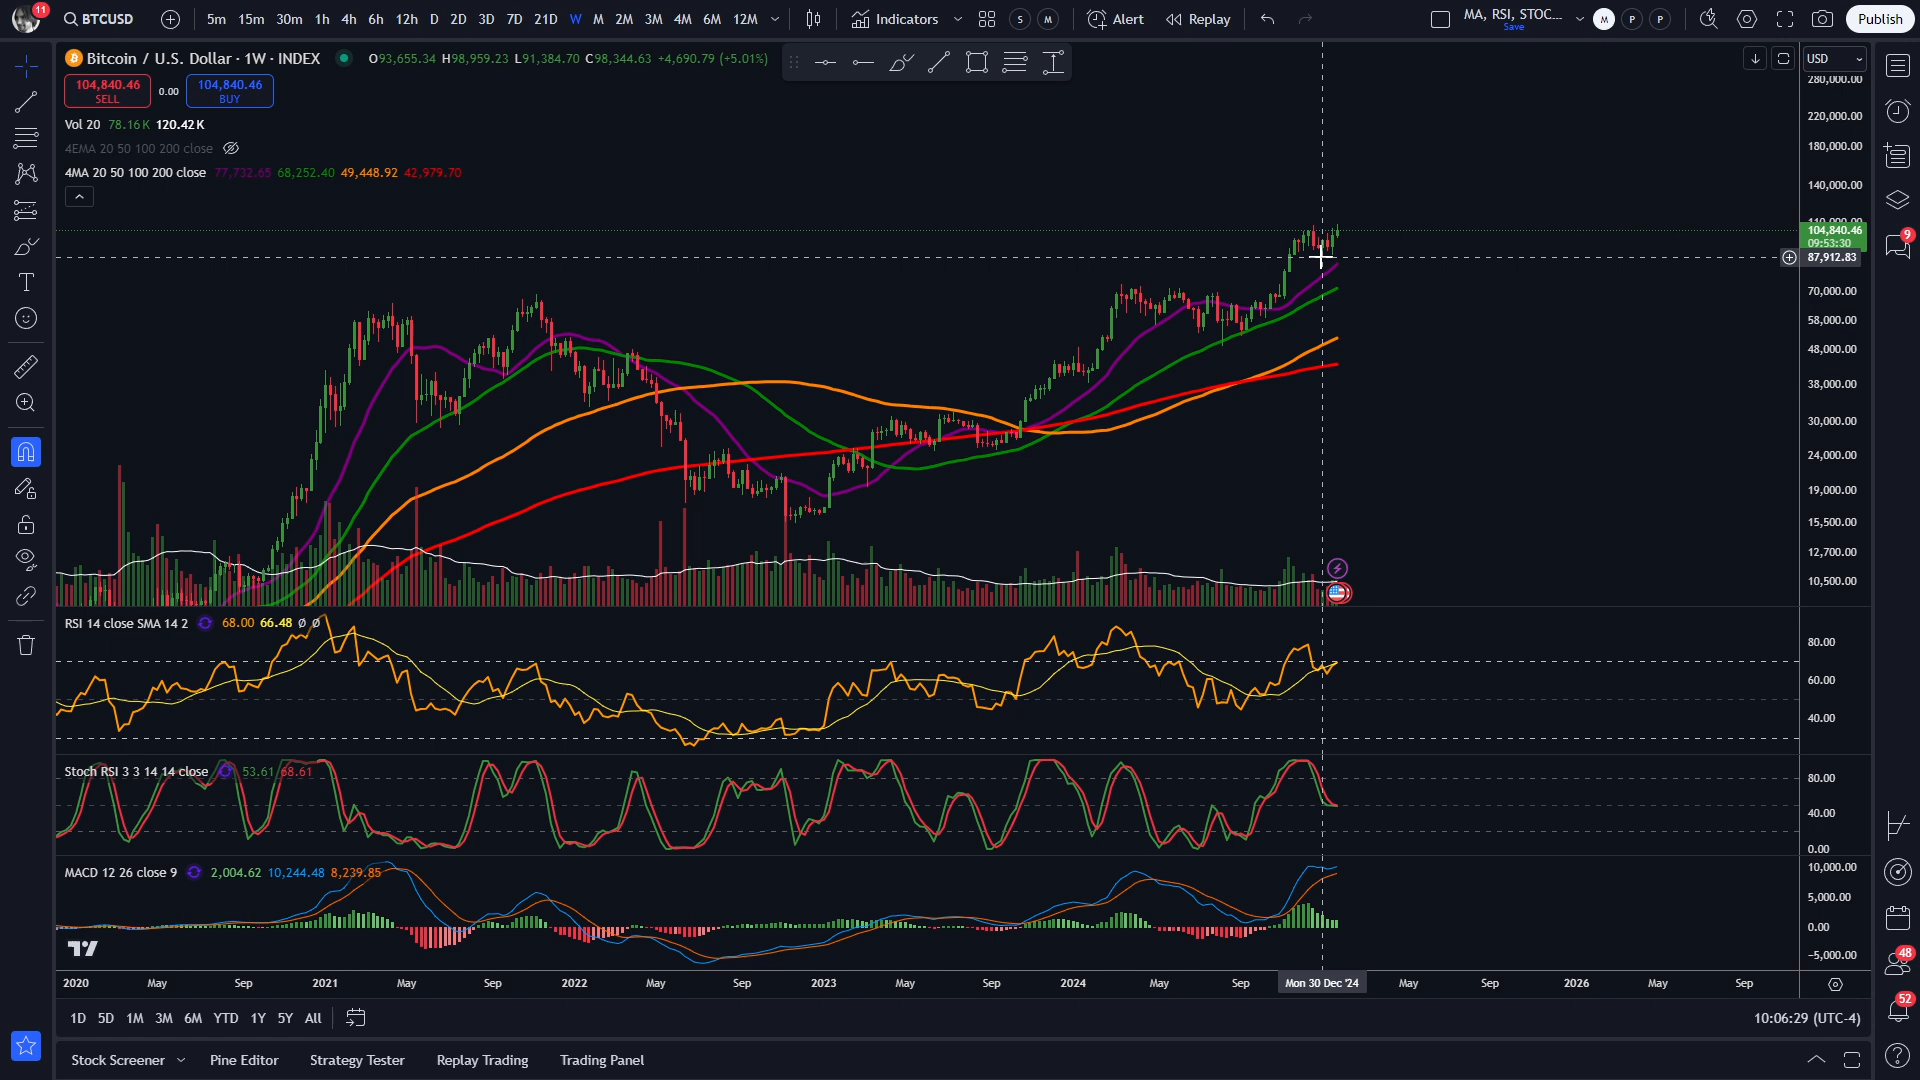 11
BTCUSD
5m 15m 30m 1h 4h 6h 12h D 2D 3D 7D 21D W M 2M 3M 4M 6M 12M
Indicators
S M
Alert
Replay
MA, RSI, STOC...
Save
M P P
Publish
Bitcoin / U.S. Dollar · 1W · INDEX
O93,655.34 H98,959.23 L91,384.70 C98,344.63 +4,690.79 (+5.01%)
USD
104,840.46
SELL
0.00
104,840.46
BUY
Vol 20 78.16K 120.42K
4EMA 20 50 100 200 close
4MA 20 50 100 200 close 77,732.65 68,252.40 49,448.92 42,979.70
280,000.00
220,000.00
180,000.00
140,000.00
110,000.00
104,840.46
09:53:30
87,912.83
70,000.00
58,000.00
48,000.00
38,000.00
30,000.00
24,000.00
19,000.00
15,500.00
12,700.00
10,500.00
9
RSI 14 close SMA 14 2 68.00 66.48 ∅ ∅
80.00
60.00
40.00
Stoch RSI 3 3 14 14 close 53.61 68.61
80.00
40.00
0.00
MACD 12 26 close 9 2,004.62 10,244.48 8,239.85
10,000.00
5,000.00
0.00
−5,000.00
48
52
2020 May Sep 2021 May Sep 2022 May Sep 2023 May Sep 2024 May Sep Mon 30 Dec '24 May Sep 2026 May Sep
1D 5D 1M 3M 6M YTD 1Y 5Y All
10:06:29 (UTC-4)
Stock Screener Pine Editor Strategy Tester Replay Trading Trading Panel